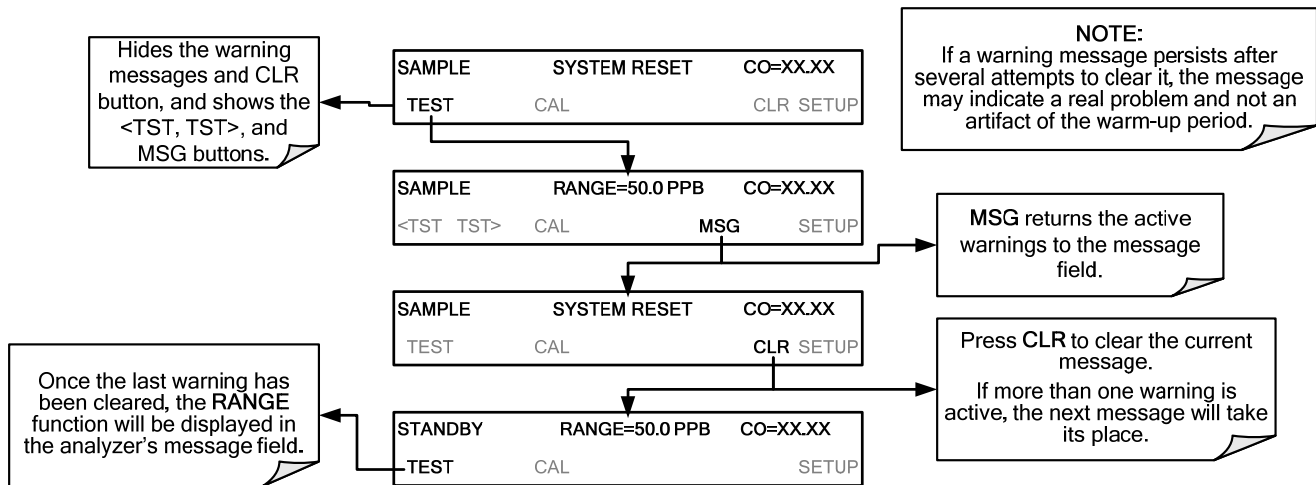 Hides the warning
messages and CLR
button, and shows the
<TST, TST>, and
MSG buttons.
SAMPLE SYSTEM RESET CO=XX.XX
TEST CAL CLR SETUP
NOTE:
If a warning message persists after
several attempts to clear it, the message
may indicate a real problem and not an
artifact of the warm-up period.
SAMPLE RANGE=50.0 PPB CO=XX.XX
<TST TST> CAL MSG SETUP
MSG returns the active
warnings to the message
field.
SAMPLE SYSTEM RESET CO=XX.XX
TEST CAL CLR SETUP
Press CLR to clear the current
message.
If more than one warning is
active, the next message will take
its place.
Once the last warning has
been cleared, the RANGE
function will be displayed in
the analyzer's message field.
STANDBY RANGE=50.0 PPB CO=XX.XX
TEST CAL SETUP